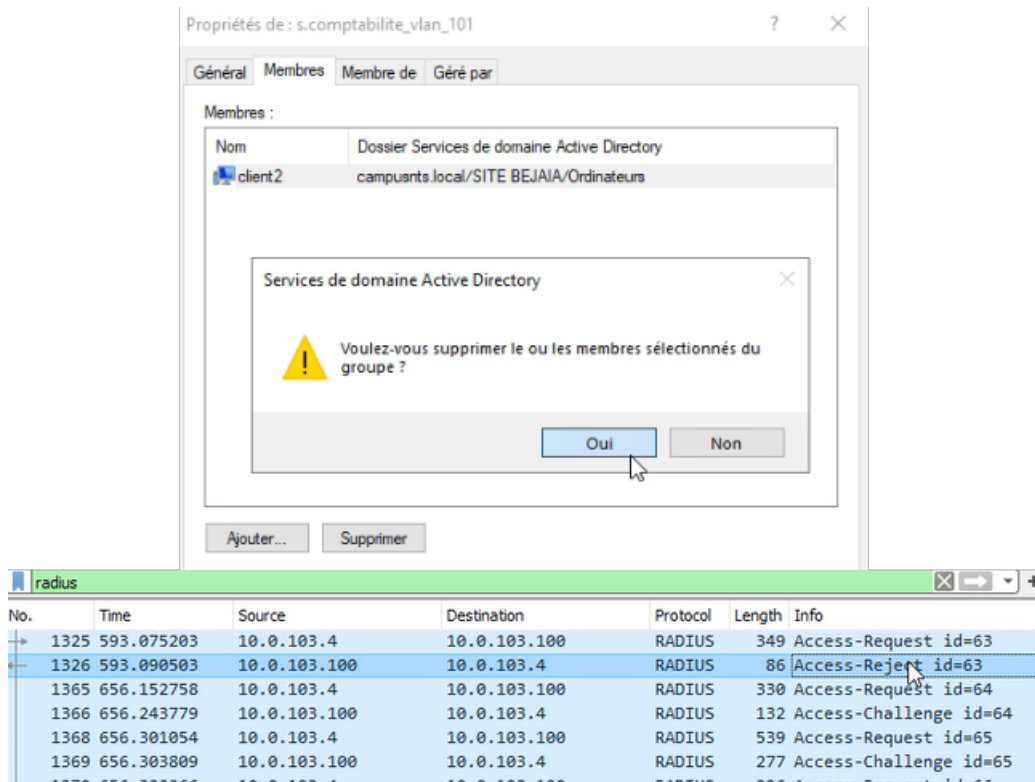 Propriétés de : s.comptabilite_vlan_101 ? ×
Général Membres Membre de Géré par
Membres :
Nom Dossier Services de domaine Active Directory
client2 campusnts.local/SITE BEJAIA/Ordinateurs
Services de domaine Active Directory
Voulez-vous supprimer le ou les membres sélectionnés du
groupe ?
Oui Non
Ajouter... Supprimer
radius
No. Time Source Destination Protocol Length Info
1325 593.075203 10.0.103.4 10.0.103.100 RADIUS 349 Access-Request id=63
1326 593.090503 10.0.103.100 10.0.103.4 RADIUS 86 Access-Reject id=63
1365 656.152758 10.0.103.4 10.0.103.100 RADIUS 330 Access-Request id=64
1366 656.243779 10.0.103.100 10.0.103.4 RADIUS 132 Access-Challenge id=64
1368 656.301054 10.0.103.4 10.0.103.100 RADIUS 539 Access-Request id=65
1369 656.303809 10.0.103.100 10.0.103.4 RADIUS 277 Access-Challenge id=65